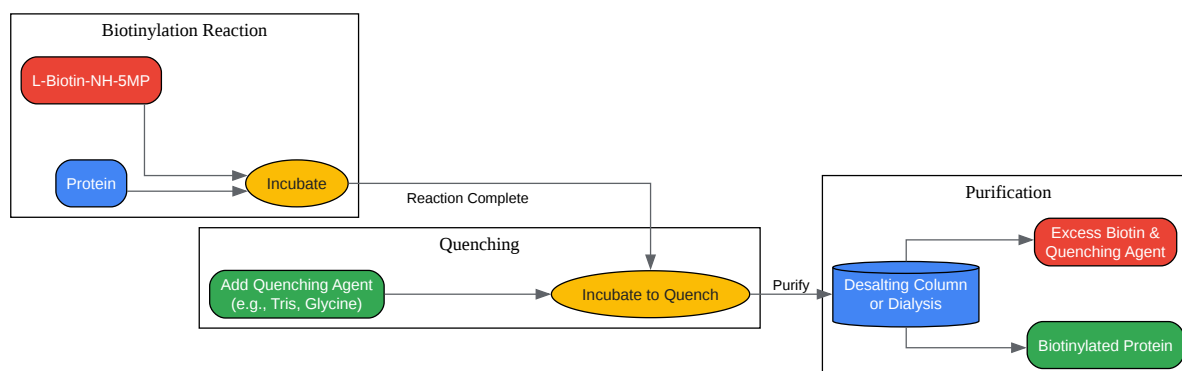 Biotinylation Reaction
L-Biotin-NH-5MP
Protein
Incubate
Reaction Complete
Quenching
Add Quenching Agent
(e.g., Tris, Glycine)
Incubate to Quench
Purify
Purification
Desalting Column
or Dialysis
Excess Biotin &
Quenching Agent
Biotinylated Protein